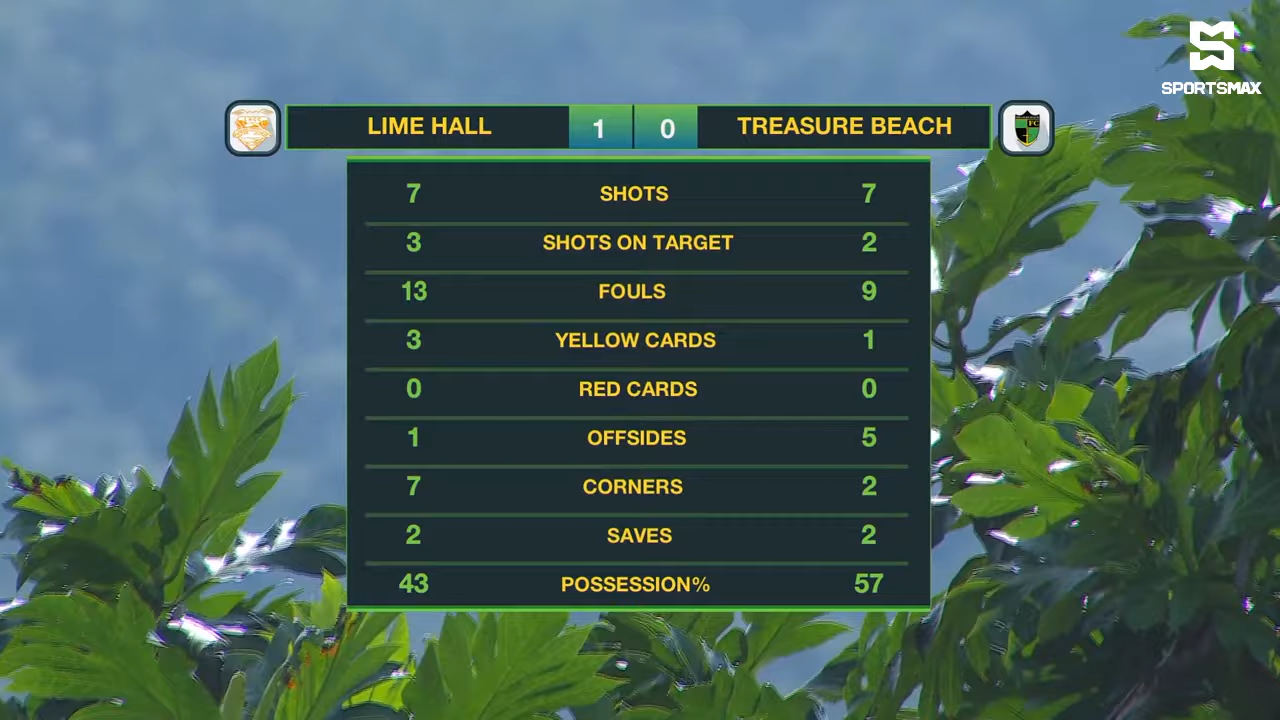 SPORTSMAX
LIME HALL 1 0 TREASURE BEACH
7 SHOTS 7
3 SHOTS ON TARGET 2
13 FOULS 9
3 YELLOW CARDS 1
0 RED CARDS 0
1 OFFSIDES 5
7 CORNERS 2
2 SAVES 2
43 POSSESSION% 57